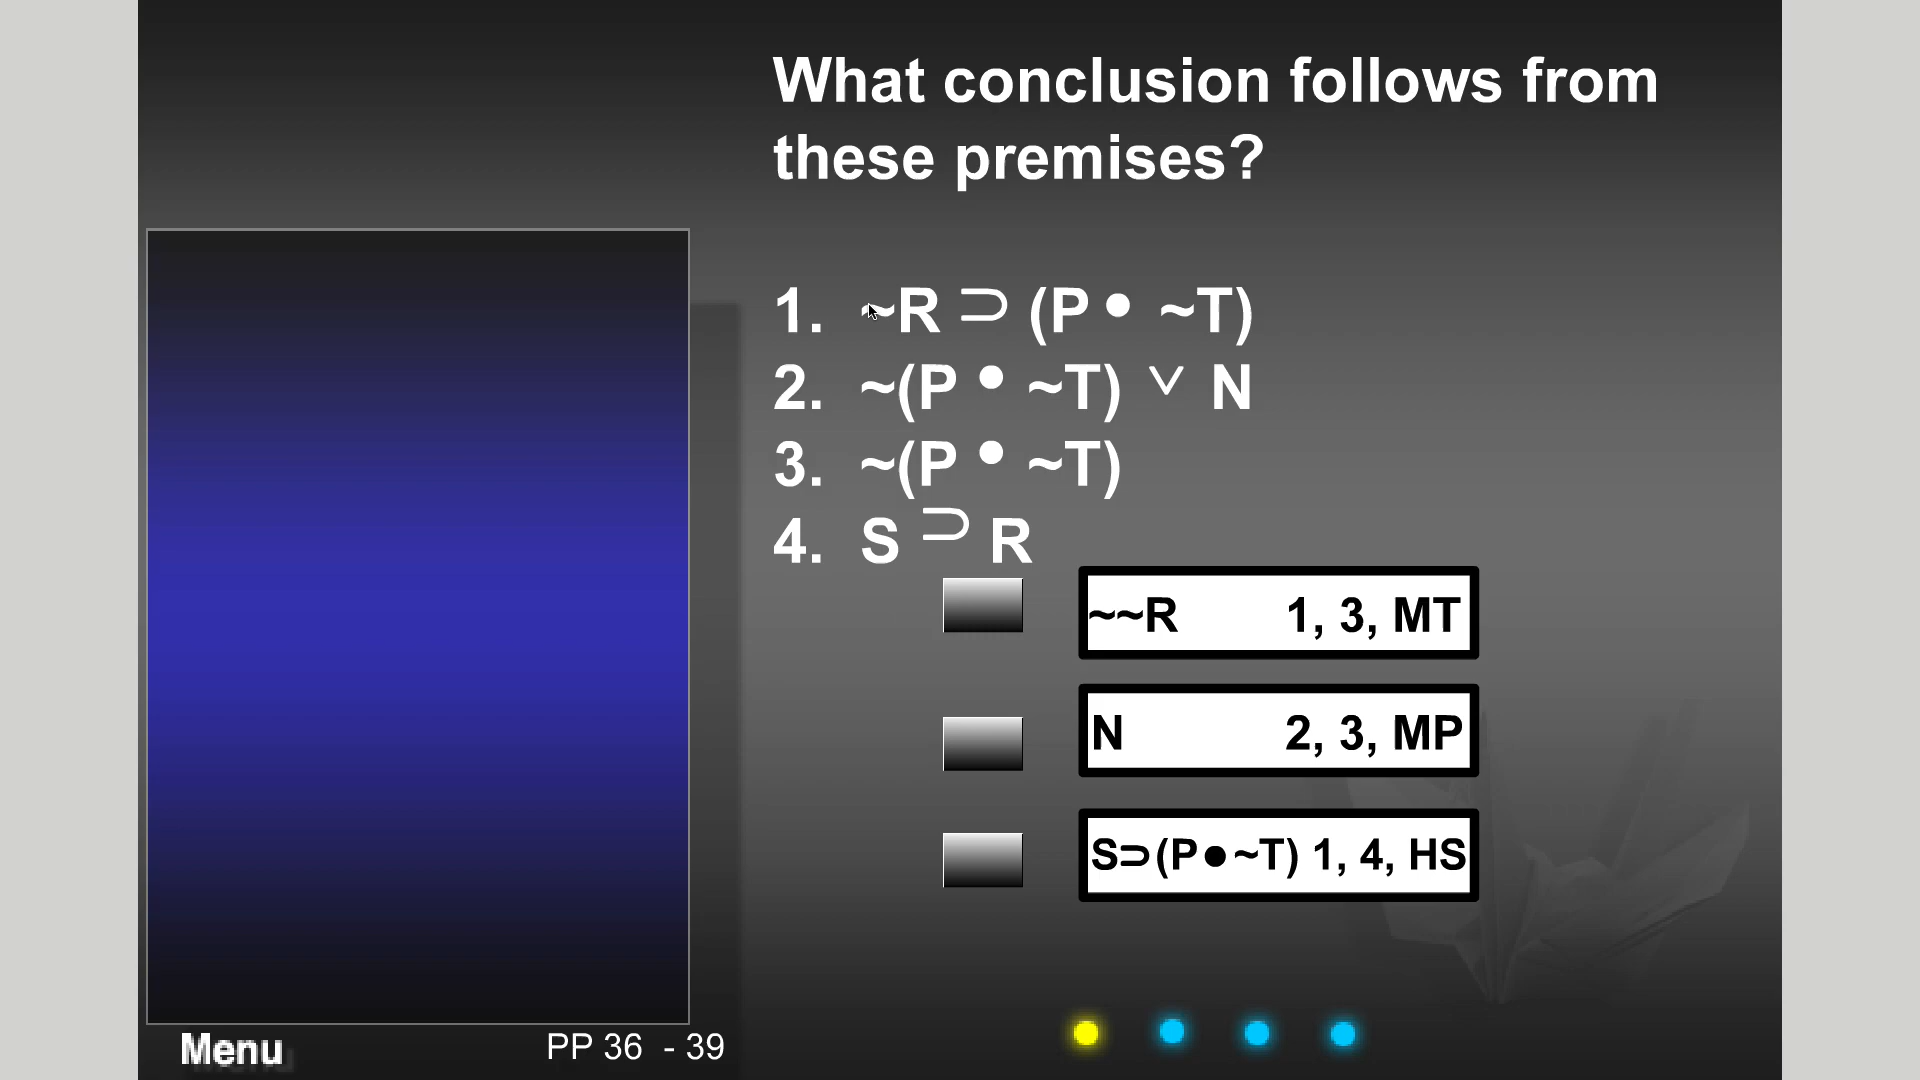 What conclusion follows from
these premises?
1. ~R ⊃ (P • ~T)
2. ~(P • ~T) ∨ N
3. ~(P • ~T)
4. S ⊃ R
~~R 1, 3, MT
N 2, 3, MP
S⊃(P●~T) 1, 4, HS
Menu PP 36 - 39